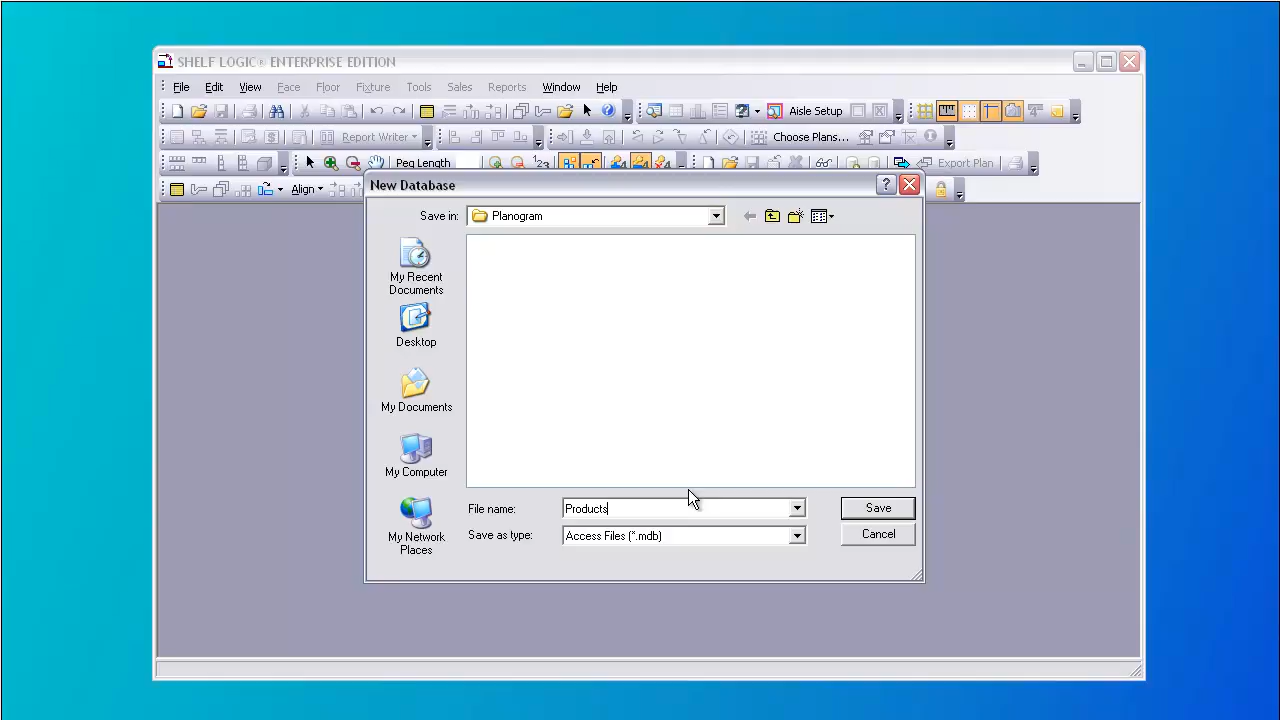 SHELF LOGIC® ENTERPRISE EDITION
File Edit View Face Floor Fixture Tools Sales Reports Window Help
Aisle Setup
Report Writer Choose Plans...
Peg Length Export Plan
Align
New Database
Save in: Planogram
My Recent
Documents
Desktop
My Documents
My Computer
My Network
Places
File name: Products Save
Save as type: Access Files (*.mdb) Cancel